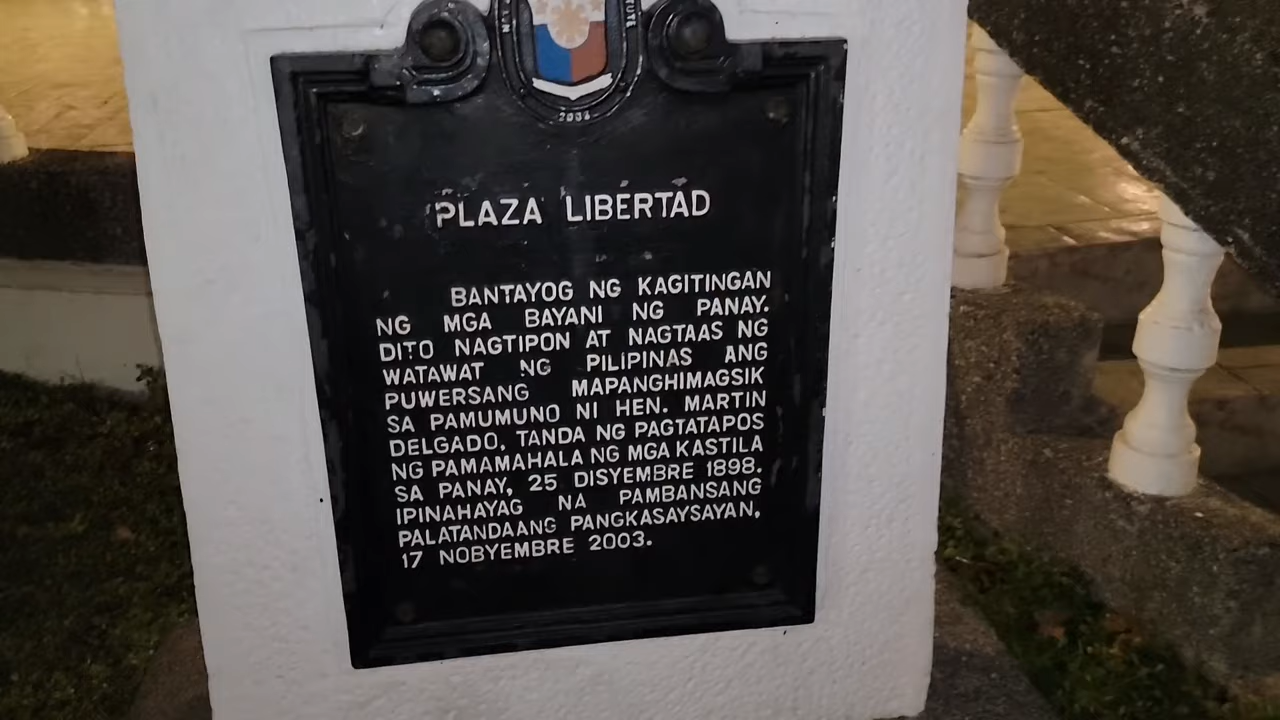 2003
PLAZA LIBERTAD
BANTAYOG NG KAGITINGAN
NG MGA BAYANI NG PANAY.
DITO NAGTIPON AT NAGTAAS NG
WATAWAT NG PILIPINAS ANG
PUWERSANG MAPANGHIMAGSIK
SA PAMUMUNO NI HEN. MARTIN
DELGADO, TANDA NG PAGTATAPOS
NG PAMAMAHALA NG MGA KASTILA
SA PANAY, 25 DISYEMBRE 1898.
IPINAHAYAG NA PAMBANSANG
PALATANDAANG PANGKASAYSAYAN,
17 NOBYEMBRE 2003.